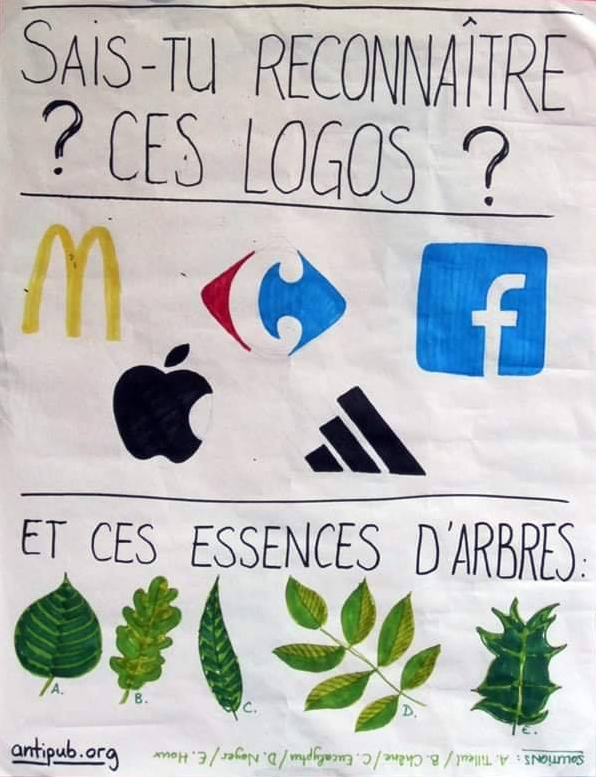 SAIS-TU RECONNAÎTRE
? CES LOGOS ?
f
ET CES ESSENCES D'ARBRES:
A.
B.
C.
D.
E.
antipub.org
SOLUTIONS: A. Tilleul / B. Chêne / C. Eucalyptus / D. Noyer / E. Houx